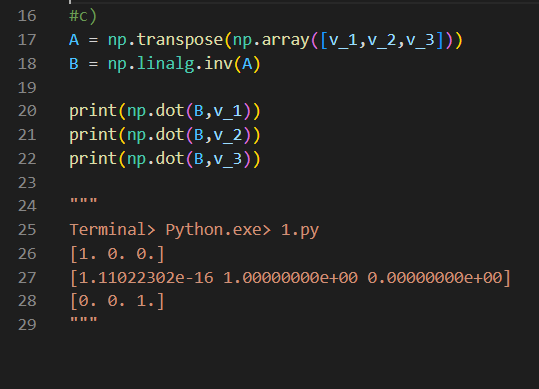 16 #c)
17 A = np.transpose(np.array([v_1,v_2,v_3]))
18 B = np.linalg.inv(A)
19
20 print(np.dot(B,v_1))
21 print(np.dot(B,v_2))
22 print(np.dot(B,v_3))
23
24 """
25 Terminal> Python.exe> 1.py
26 [1. 0. 0.]
27 [1.11022302e-16 1.00000000e+00 0.00000000e+00]
28 [0. 0. 1.]
29 """